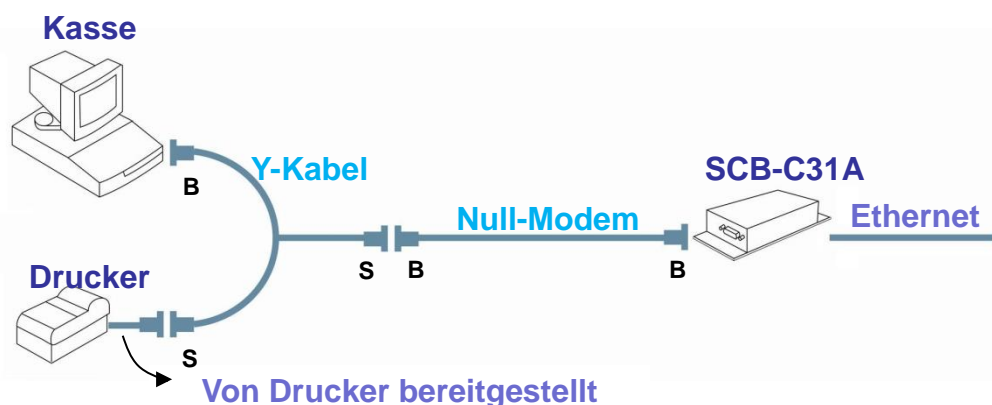 Kasse
B
Y-Kabel
SCB-C31A
Null-Modem
Ethernet
S
B
B
Drucker
S
Von Drucker bereitgestellt